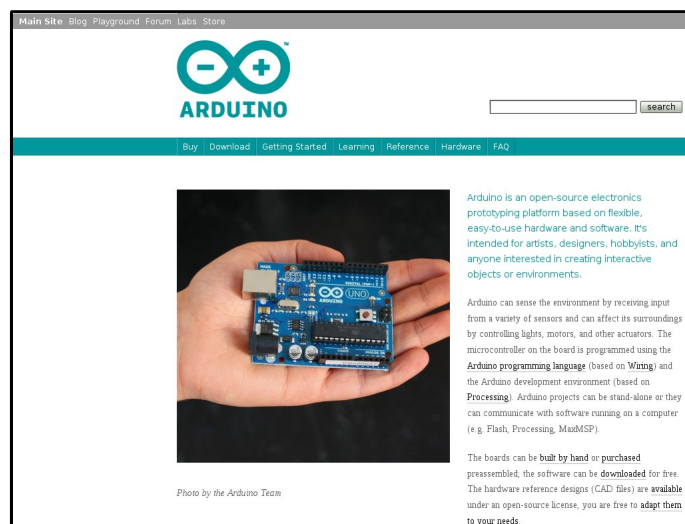 Main Site Blog Playground Forum Labs Store
ARDUINO
search
Buy Download Getting Started Learning Reference Hardware FAQ
UNO
ARDUINO
Photo by the Arduino Team
Arduino is an open-source electronics
prototyping platform based on flexible,
easy-to-use hardware and software. It's
intended for artists, designers, hobbyists, and
anyone interested in creating interactive
objects or environments.
Arduino can sense the environment by receiving input
from a variety of sensors and can affect its surroundings
by controlling lights, motors, and other actuators. The
microcontroller on the board is programmed using the
Arduino programming language (based on Wiring) and
the Arduino development environment (based on
Processing). Arduino projects can be stand-alone or they
can communicate with software running on a computer
(e.g. Flash, Processing, MaxMSP).
The boards can be built by hand or purchased
preassembled; the software can be downloaded for free.
The hardware reference designs (CAD files) are available
under an open-source license, you are free to adapt them
to your needs.